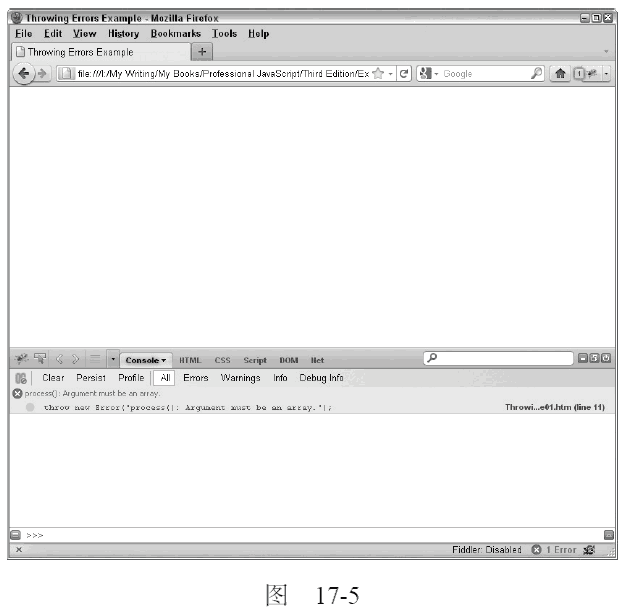 Throwing Errors Example - Mozilla Firefox
File Edit View History Bookmarks Tools Help
Throwing Errors Example
file:///I:/My Writing/My Books/Professional JavaScript/Third Edition/Ex
Google
Console HTML CSS Script DOM Net
Clear Persist Profile All Errors Warnings Info Debug Info
process(): Argument must be an array.
throw new Error("process(): Argument must be an array."); Throwi...e01.htm (line 11)
>>>
Fiddler: Disabled 1 Error
图 17-5